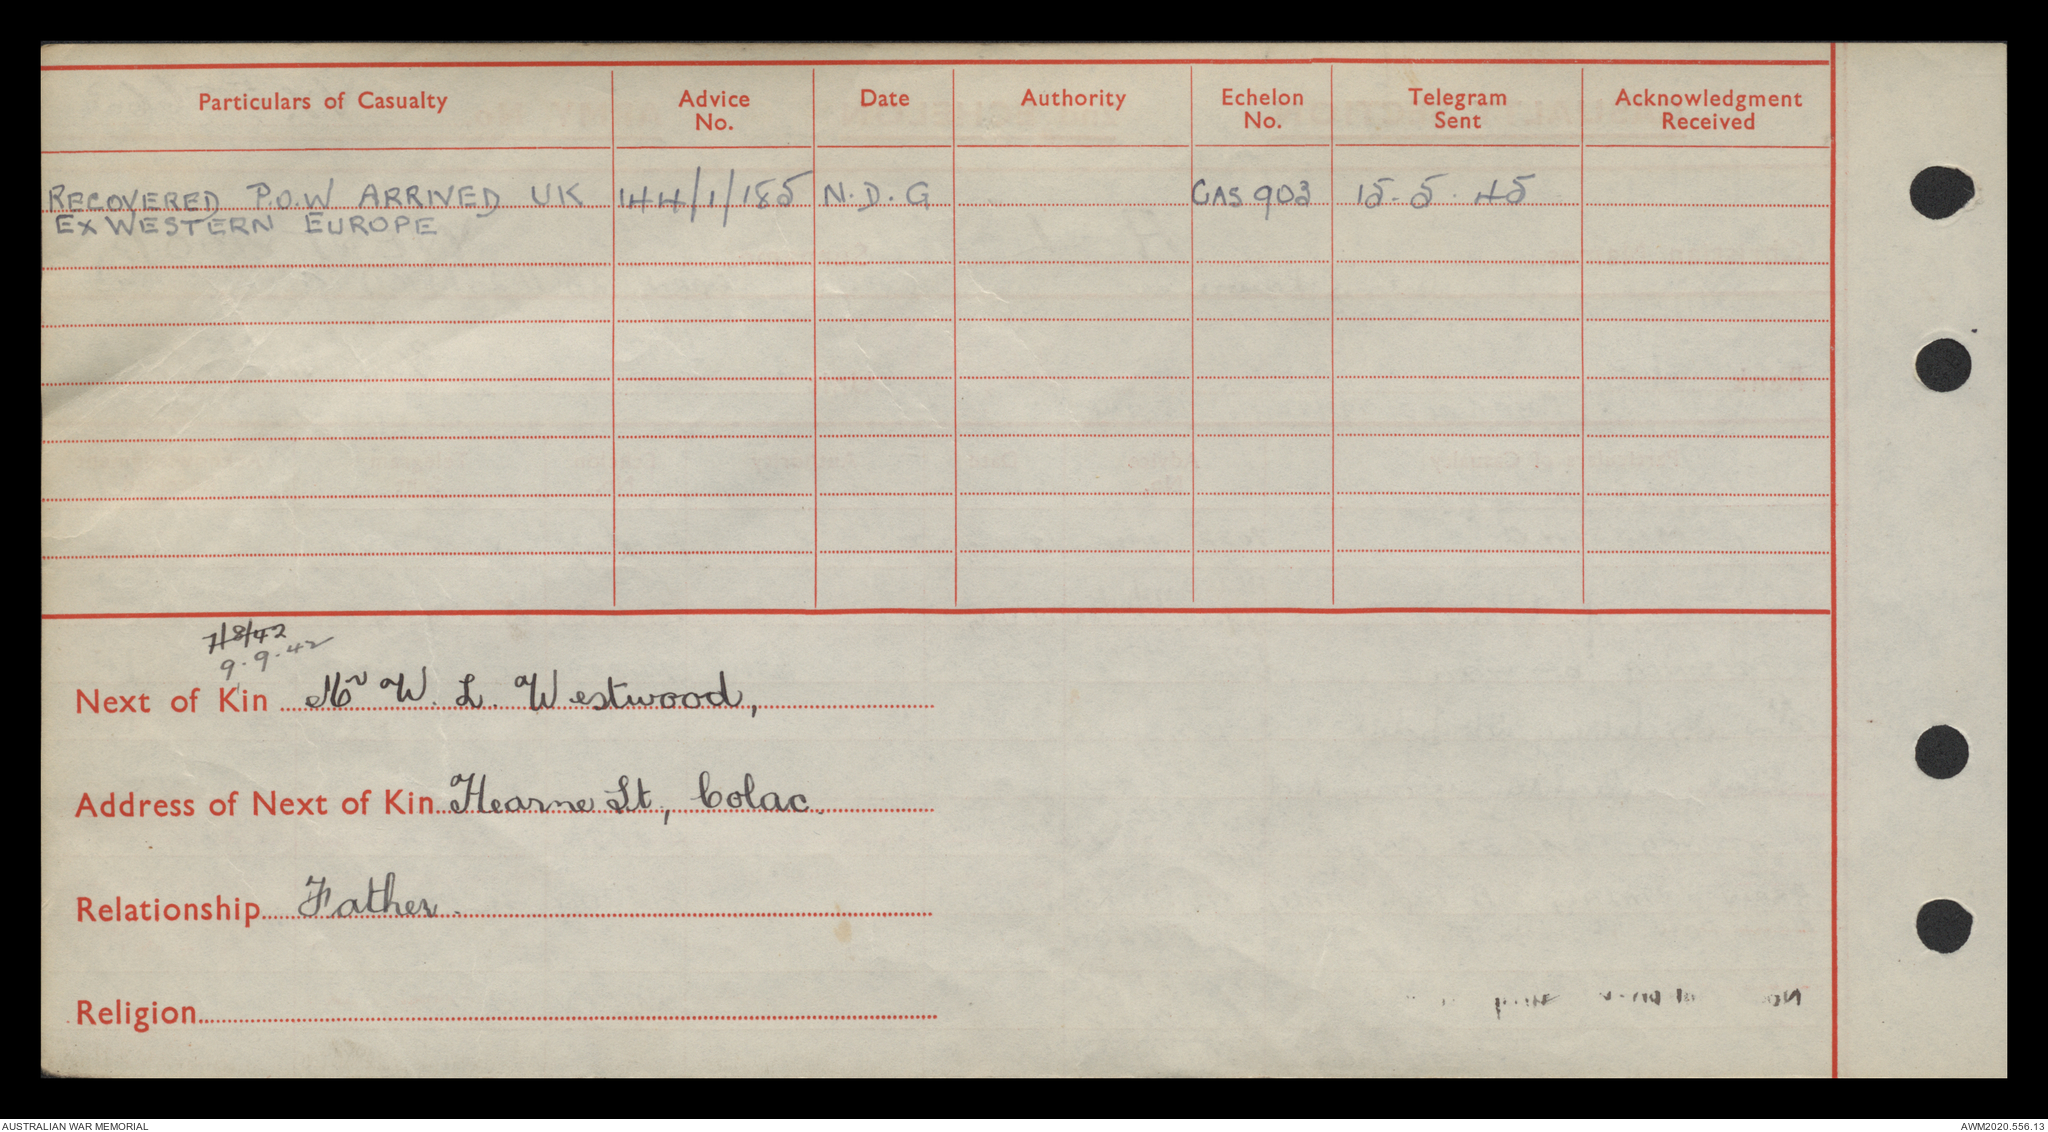 Particulars of Casualty Advice No. Date Authority Echelon No. Telegram Sent Acknowledgment Received
RECOVERED P.O.W ARRIVED UK 144/1/185 N.D.G CAS 903 15.5.45
EX WESTERN EUROPE
7/8/42
9.9.42
Next of Kin Mr W. L. Westwood,
Address of Next of Kin Hearne St, Colac.
Relationship Father.
Religion
AUSTRALIAN WAR MEMORIAL AWM2020.556.13